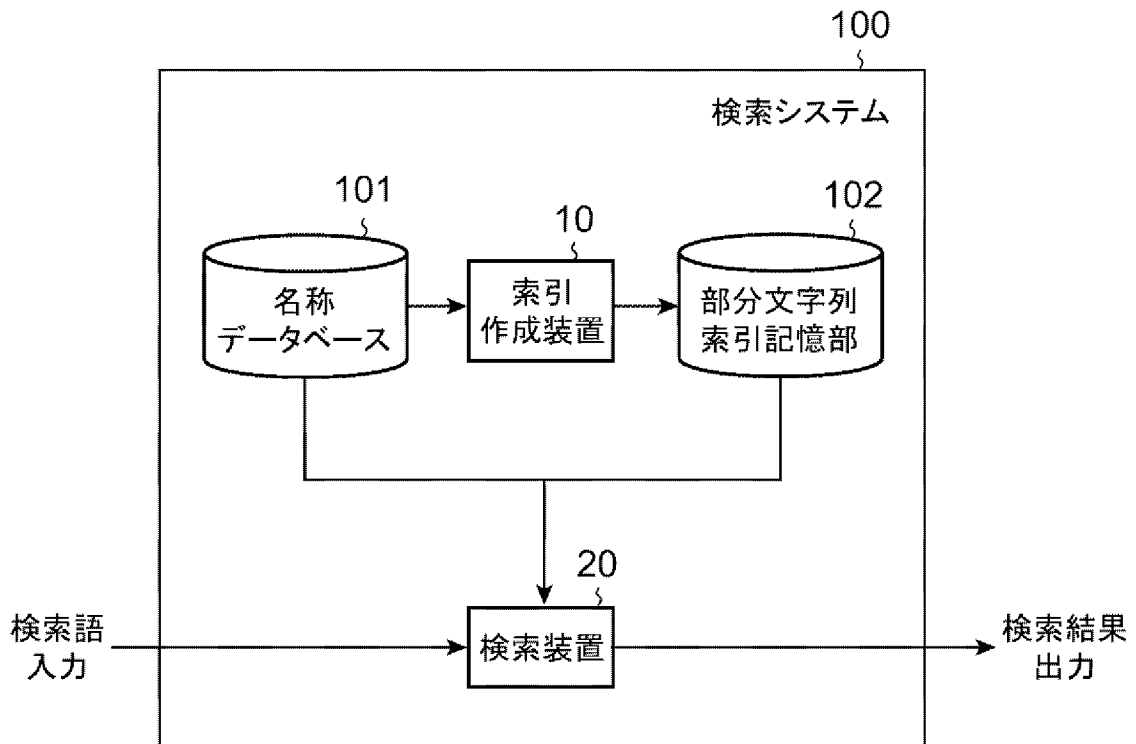 100
検索システム
101
10
102
名称
データベース
索引
作成装置
部分文字列
索引記憶部
20
検索語
入力
検索装置
検索結果
出力